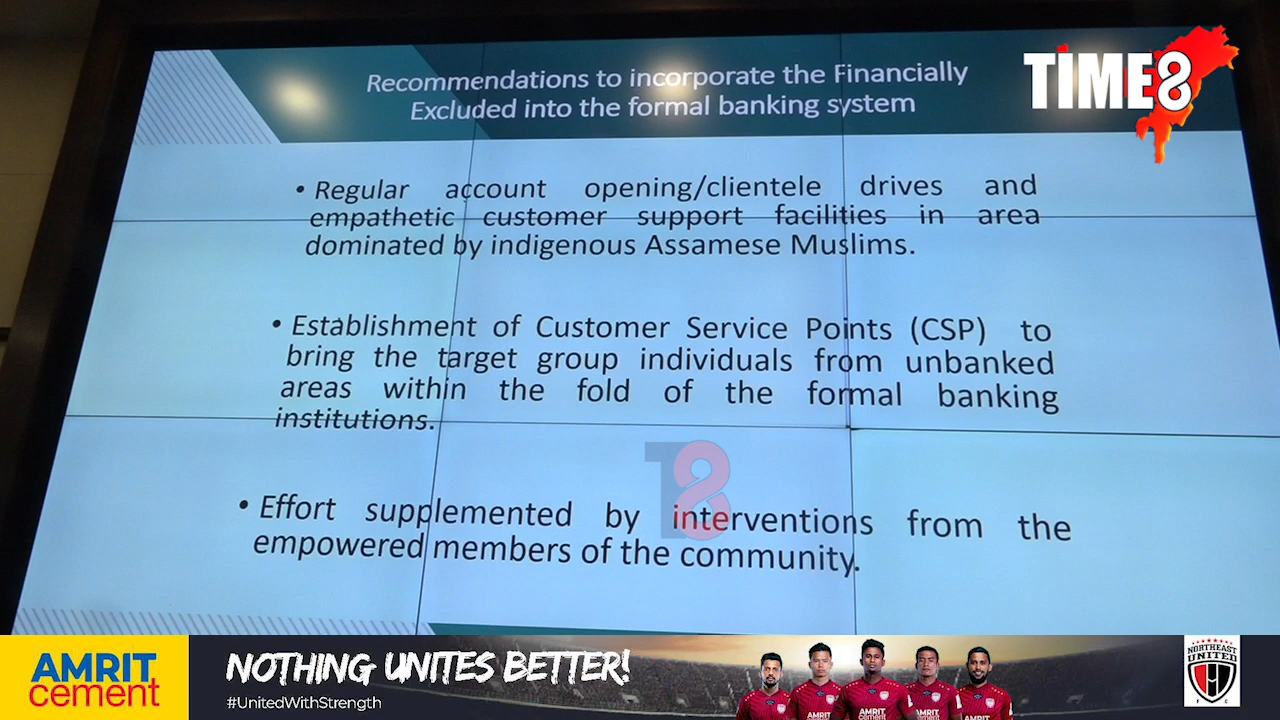 Recommendations to incorporate the Financially
Excluded into the formal banking system
TIME8
• Regular account opening/clientele drives and
empathetic customer support facilities in area
dominated by indigenous Assamese Muslims.
• Establishment of Customer Service Points (CSP) to
bring the target group individuals from unbanked
areas within the fold of the formal banking
institutions.
T8
• Effort supplemented by interventions from the
empowered members of the community.
AMRIT
cement
NOTHING UNITES BETTER!
#UnitedWithStrength
AMRIT
cement
NORTHEAST
UNITED
F C